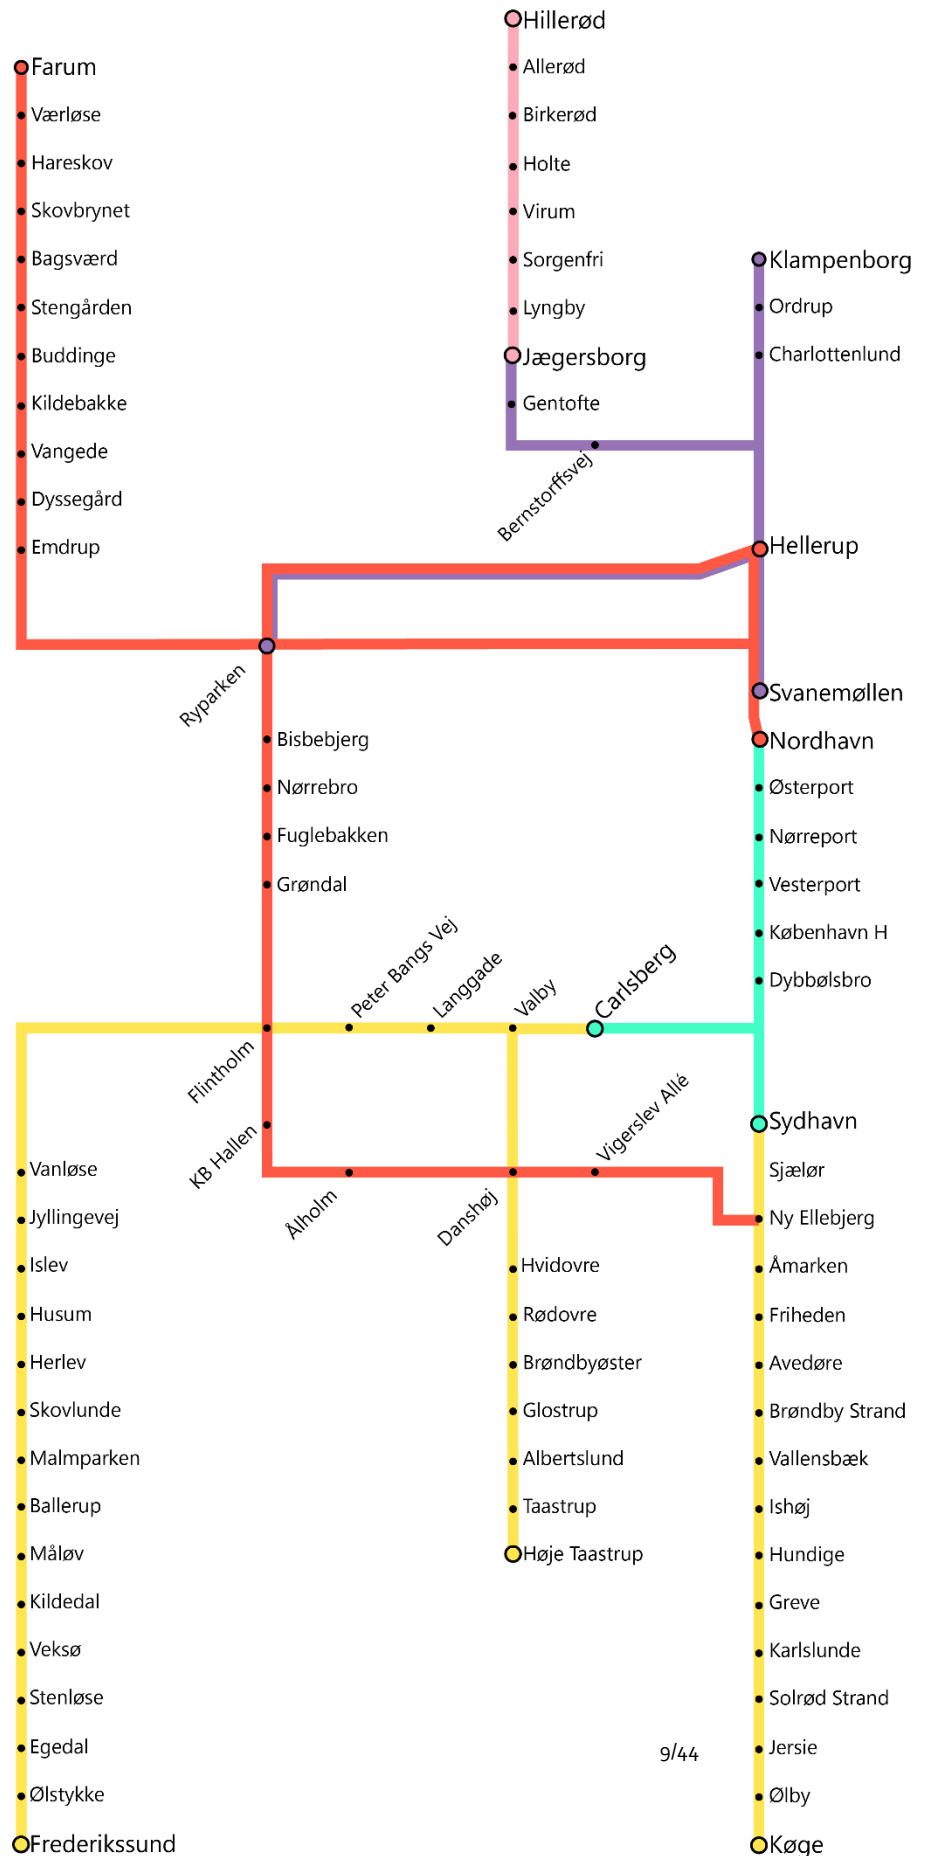 Hillerød
Allerød
Birkerød
Holte
Virum
Sorgenfri
Lyngby
Jægersborg
Gentofte
Bernstorffsvej
Farum
Værløse
Hareskov
Skovbrynet
Bagsværd
Stengården
Buddinge
Kildebakke
Vangede
Dyssegård
Emdrup
Klampenborg
Ordrup
Charlottenlund
Hellerup
Svanemøllen
Nordhavn
Østerport
Nørreport
Vesterport
København H
Dybbølsbro
Ryparken
Bisbebjerg
Nørrebro
Fuglebakken
Grøndal
Flintholm
Peter Bangs Vej
Langgade
Valby
Carlsberg
KB Hallen
Ålholm
Danshøj
Vigerslev Allé
Sydhavn
Sjælør
Ny Ellebjerg
Åmarken
Friheden
Avedøre
Brøndby Strand
Vallensbæk
Ishøj
Hundige
Greve
Karlslunde
Solrød Strand
Jersie
Ølby
Køge
Vanløse
Jyllingevej
Islev
Husum
Herlev
Skovlunde
Malmparken
Ballerup
Måløv
Kildedal
Veksø
Stenløse
Egedal
Ølstykke
Frederikssund
Hvidovre
Rødovre
Brøndbyøster
Glostrup
Albertslund
Taastrup
Høje Taastrup
9/44